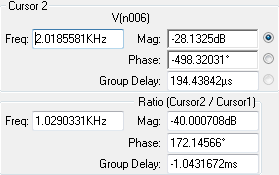 Cursor 2
V(n006)
Freq: 2.0185581KHz Mag: -28.1325dB
Phase: -498.32031°
Group Delay: 194.43842µs
Ratio (Cursor2 / Cursor1)
Freq: 1.0290331KHz Mag: -40.000708dB
Phase: 172.14566°
Group Delay: -1.0431672ms